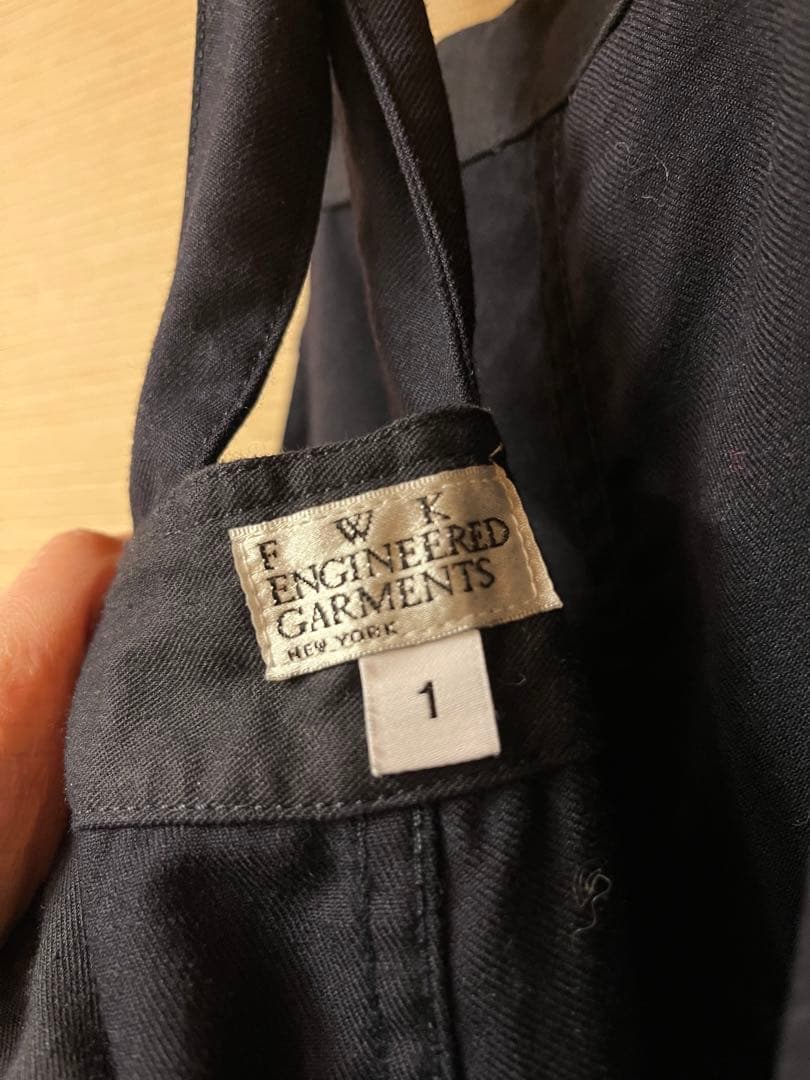 F W K
ENGINEERED
GARMENTS
NEW YORK
1